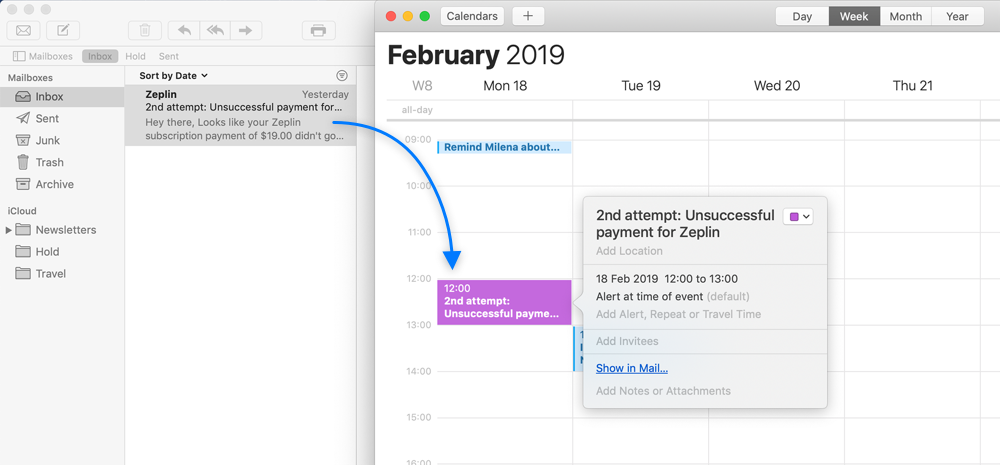 Mailboxes Inbox Hold Sent
Mailboxes
Inbox
Sent
Junk
Trash
Archive
iCloud
Newsletters
Hold
Travel
Sort by Date
Zeplin Yesterday
2nd attempt: Unsuccessful payment for...
Hey there, Looks like your Zeplin
subscription payment of $19.00 didn't go...
Calendars + Day Week Month Year
February 2019
W8 Mon 18 Tue 19 Wed 20 Thu 21
all-day
09:00
Remind Milena about...
10:00
11:00
12:00
12:00
2nd attempt:
Unsuccessful payme...
13:00
14:00
15:00
16:00
2nd attempt: Unsuccessful
payment for Zeplin
Add Location
18 Feb 2019 12:00 to 13:00
Alert at time of event (default)
Add Alert, Repeat or Travel Time
Add Invitees
Show in Mail...
Add Notes or Attachments